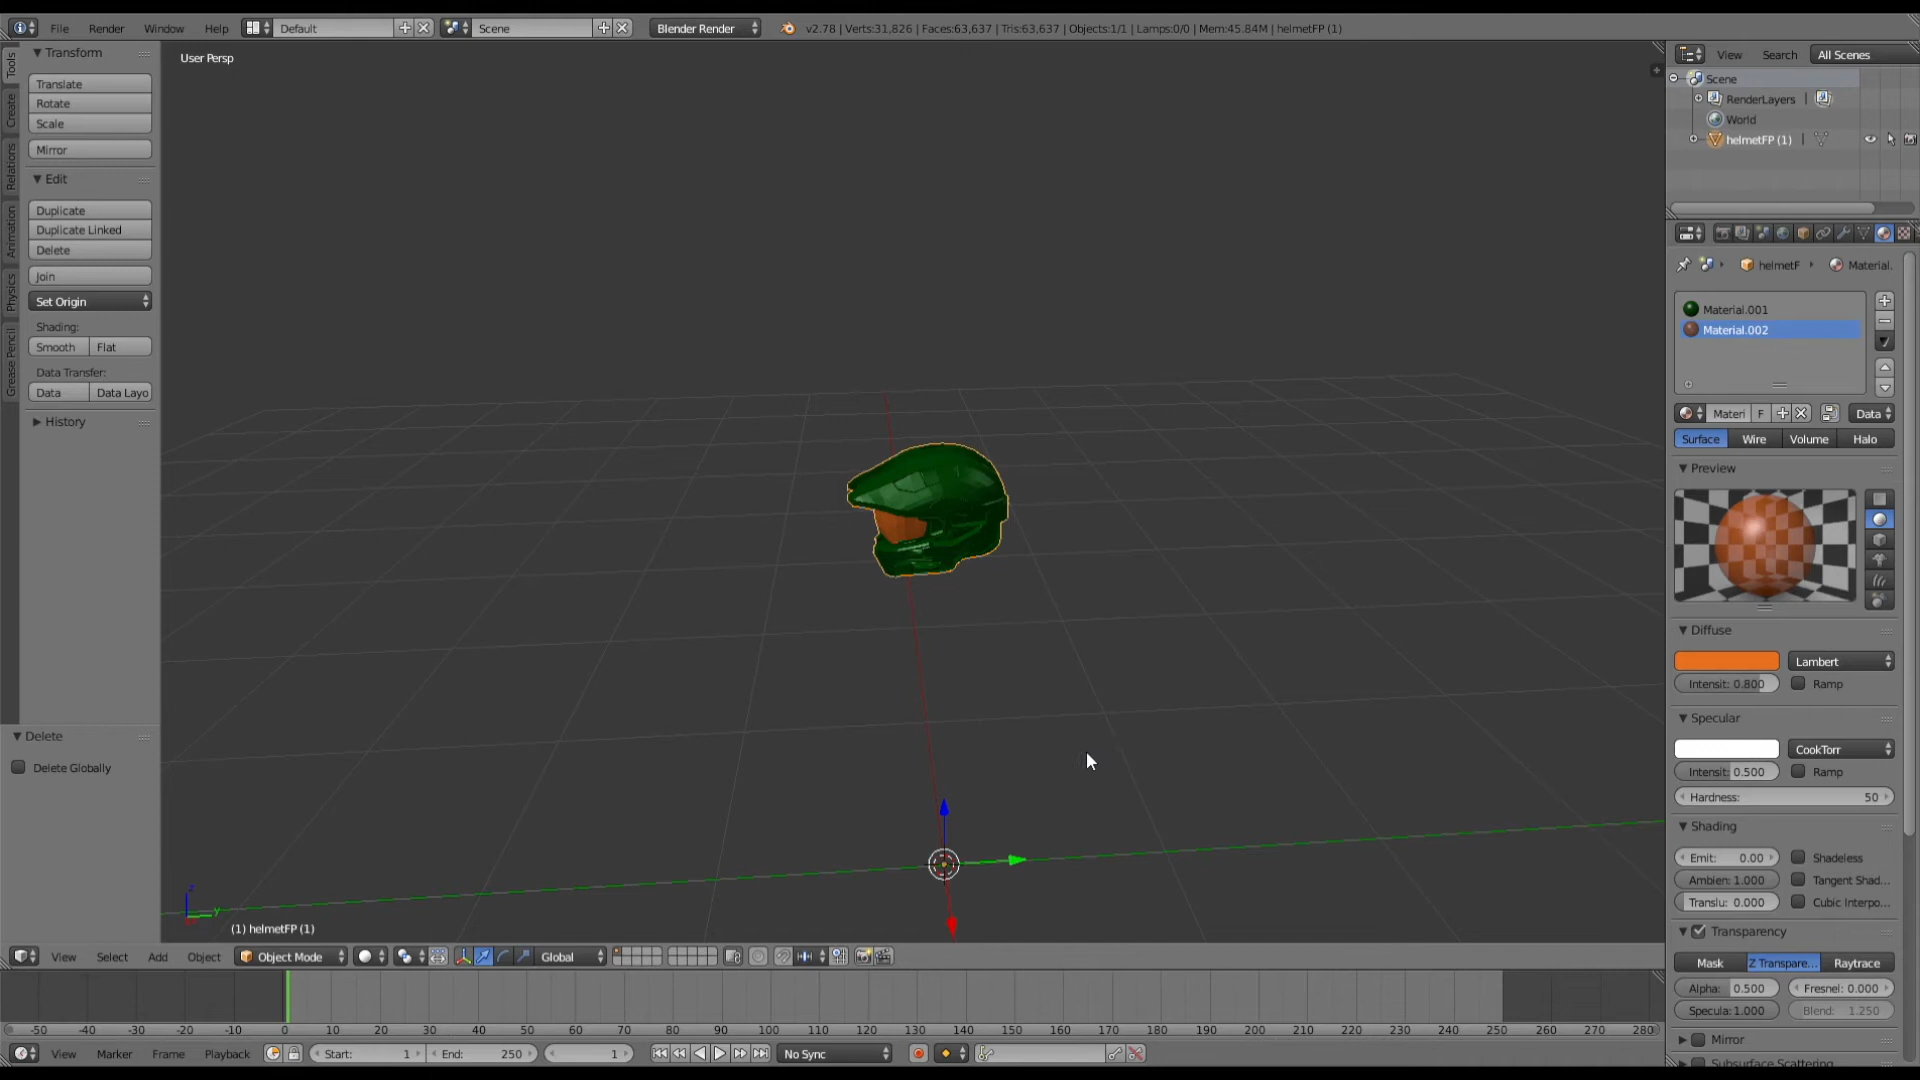 File Render Window Help Default Scene Blender Render v2.78 | Verts:31,826 | Faces:63,637 | Tris:63,637 | Objects:1/1 | Lamps:0/0 | Mem:45.84M | helmetFP (1)
Tools
Create
Relations
Animation
Physics
Grease Pencil
Transform
Translate
Rotate
Scale
Mirror
Edit
Duplicate
Duplicate Linked
Delete
Join
Set Origin
Shading:
Smooth Flat
Data Transfer:
Data Data Layo
History
Delete
Delete Globally
User Persp
z
y
(1) helmetFP (1)
View Search All Scenes
Scene
RenderLayers
World
helmetFP (1)
helmetF Material.
Material.001
Material.002
Materi F Data
Surface Wire Volume Halo
Preview
Diffuse
Lambert
Intensit: 0.800 Ramp
Specular
CookTorr
Intensit: 0.500 Ramp
Hardness: 50
Shading
Emit: 0.00 Shadeless
Ambien: 1.000 Tangent Shad...
Translu: 0.000 Cubic Interpo...
Transparency
Mask Z Transpare... Raytrace
Alpha: 0.500 Fresnel: 0.000
Specula: 1.000 Blend: 1.250
Mirror
Subsurface Scattering
View Select Add Object Object Mode Global
-50 -40 -30 -20 -10 0 10 20 30 40 50 60 70 80 90 100 110 120 130 140 150 160 170 180 190 200 210 220 230 240 250 260 270 280
View Marker Frame Playback Start: 1 End: 250 1 No Sync